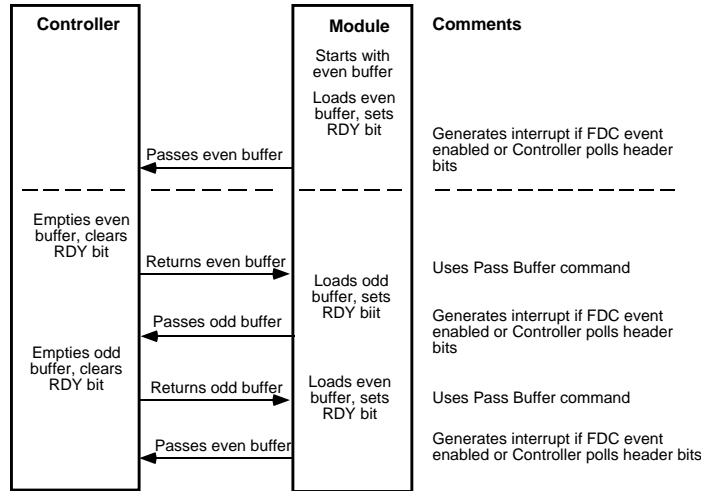 Controller
Module
Comments
Starts with
even buffer
Loads even
buffer, sets
RDY bit
Generates interrupt if FDC event
enabled or Controller polls header
bits
Passes even buffer
Empties even
buffer, clears
RDY bit
Returns even buffer
Uses Pass Buffer command
Loads odd
buffer, sets
RDY biit
Passes odd buffer
Generates interrupt if FDC event
enabled or Controller polls header
bits
Empties odd
buffer, clears
RDY bit
Returns odd buffer
Loads even
buffer, sets
RDY bit
Uses Pass Buffer command
Passes even buffer
Generates interrupt if FDC event
enabled or Controller polls header bits